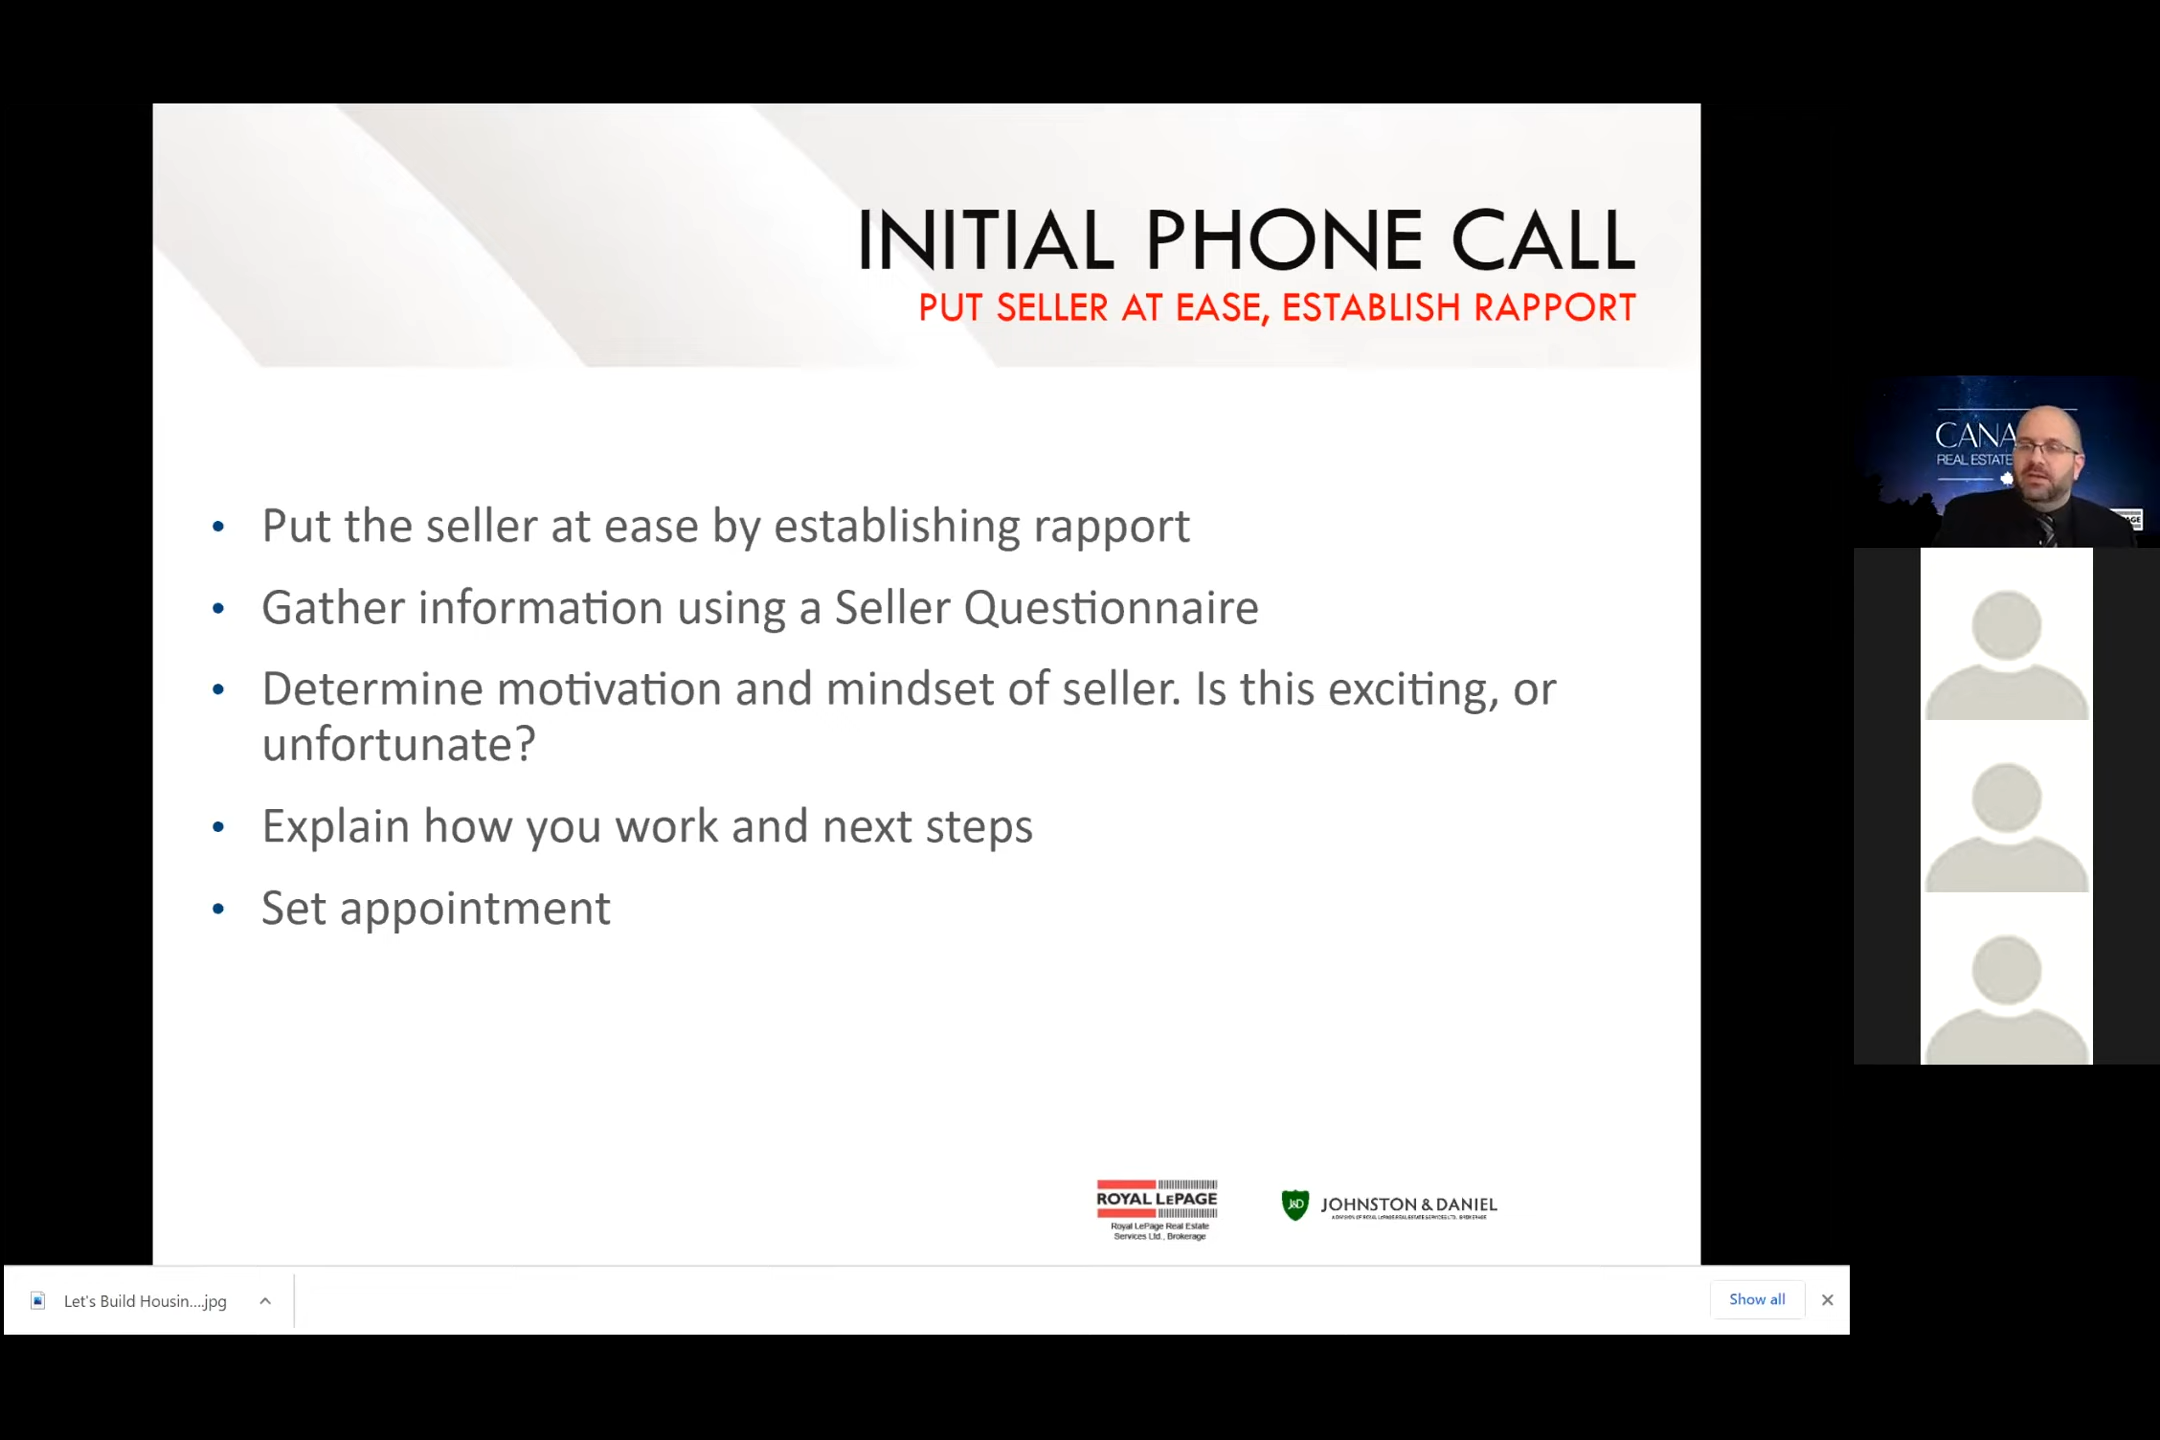 INITIAL PHONE CALL
PUT SELLER AT EASE, ESTABLISH RAPPORT
• Put the seller at ease by establishing rapport
• Gather information using a Seller Questionnaire
• Determine motivation and mindset of seller. Is this exciting, or
unfortunate?
• Explain how you work and next steps
• Set appointment
ROYAL LEPAGE
Royal LePage Real Estate
Services Ltd., Brokerage
J&D
JOHNSTON & DANIEL
A DIVISION OF ROYAL LEPAGE REAL ESTATE SERVICES LTD., BROKERAGE
CANA
REAL ESTATE
AGE
Let's Build Housin....jpg
Show all